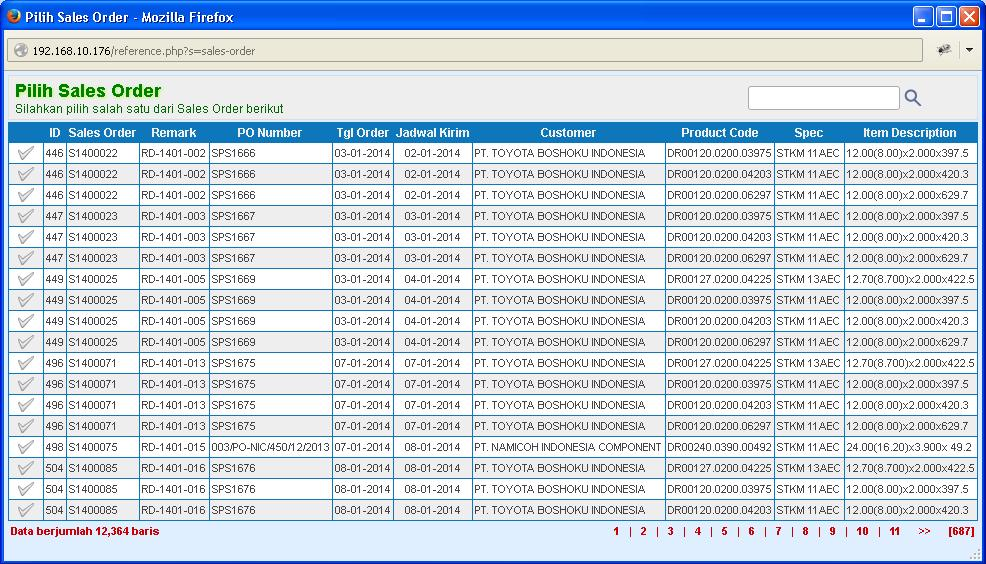 Pilih Sales Order - Mozilla Firefox
192.168.10.176/reference.php?s=sales-order
Pilih Sales Order
Silahkan pilih salah satu dari Sales Order berikut
ID Sales Order Remark PO Number Tgl Order Jadwal Kirim Customer Product Code Spec Item Description
446 S1400022 RD-1401-002 SPS1666 03-01-2014 02-01-2014 PT. TOYOTA BOSHOKU INDONESIA DR00120.0200.03975 STKM 11AEC 12.00(8.00)x2.000x397.5
446 S1400022 RD-1401-002 SPS1666 03-01-2014 02-01-2014 PT. TOYOTA BOSHOKU INDONESIA DR00120.0200.04203 STKM 11AEC 12.00(8.00)x2.000x420.3
446 S1400022 RD-1401-002 SPS1666 03-01-2014 02-01-2014 PT. TOYOTA BOSHOKU INDONESIA DR00120.0200.06297 STKM 11AEC 12.00(8.00)x2.000x629.7
447 S1400023 RD-1401-003 SPS1667 03-01-2014 03-01-2014 PT. TOYOTA BOSHOKU INDONESIA DR00120.0200.03975 STKM 11AEC 12.00(8.00)x2.000x397.5
447 S1400023 RD-1401-003 SPS1667 03-01-2014 03-01-2014 PT. TOYOTA BOSHOKU INDONESIA DR00120.0200.04203 STKM 11AEC 12.00(8.00)x2.000x420.3
447 S1400023 RD-1401-003 SPS1667 03-01-2014 03-01-2014 PT. TOYOTA BOSHOKU INDONESIA DR00120.0200.06297 STKM 11AEC 12.00(8.00)x2.000x629.7
449 S1400025 RD-1401-005 SPS1669 03-01-2014 04-01-2014 PT. TOYOTA BOSHOKU INDONESIA DR00127.0200.04225 STKM 13AEC 12.70(8.700)x2.000x422.5
449 S1400025 RD-1401-005 SPS1669 03-01-2014 04-01-2014 PT. TOYOTA BOSHOKU INDONESIA DR00120.0200.03975 STKM 11AEC 12.00(8.00)x2.000x397.5
449 S1400025 RD-1401-005 SPS1669 03-01-2014 04-01-2014 PT. TOYOTA BOSHOKU INDONESIA DR00120.0200.04203 STKM 11AEC 12.00(8.00)x2.000x420.3
449 S1400025 RD-1401-005 SPS1669 03-01-2014 04-01-2014 PT. TOYOTA BOSHOKU INDONESIA DR00120.0200.06297 STKM 11AEC 12.00(8.00)x2.000x629.7
496 S1400071 RD-1401-013 SPS1675 07-01-2014 07-01-2014 PT. TOYOTA BOSHOKU INDONESIA DR00127.0200.04225 STKM 13AEC 12.70(8.700)x2.000x422.5
496 S1400071 RD-1401-013 SPS1675 07-01-2014 07-01-2014 PT. TOYOTA BOSHOKU INDONESIA DR00120.0200.03975 STKM 11AEC 12.00(8.00)x2.000x397.5
496 S1400071 RD-1401-013 SPS1675 07-01-2014 07-01-2014 PT. TOYOTA BOSHOKU INDONESIA DR00120.0200.04203 STKM 11AEC 12.00(8.00)x2.000x420.3
496 S1400071 RD-1401-013 SPS1675 07-01-2014 07-01-2014 PT. TOYOTA BOSHOKU INDONESIA DR00120.0200.06297 STKM 11AEC 12.00(8.00)x2.000x629.7
498 S1400075 RD-1401-015 003/PO-NIC/450/12/2013 07-01-2014 08-01-2014 PT. NAMICOH INDONESIA COMPONENT DR00240.0390.00492 STKM 11AEC 24.00(16.20)x3.900x 49.2
504 S1400085 RD-1401-016 SPS1676 08-01-2014 08-01-2014 PT. TOYOTA BOSHOKU INDONESIA DR00127.0200.04225 STKM 13AEC 12.70(8.700)x2.000x422.5
504 S1400085 RD-1401-016 SPS1676 08-01-2014 08-01-2014 PT. TOYOTA BOSHOKU INDONESIA DR00120.0200.03975 STKM 11AEC 12.00(8.00)x2.000x397.5
504 S1400085 RD-1401-016 SPS1676 08-01-2014 08-01-2014 PT. TOYOTA BOSHOKU INDONESIA DR00120.0200.04203 STKM 11AEC 12.00(8.00)x2.000x420.3
Data berjumlah 12,364 baris 1 | 2 | 3 | 4 | 5 | 6 | 7 | 8 | 9 | 10 | 11 >> [687]